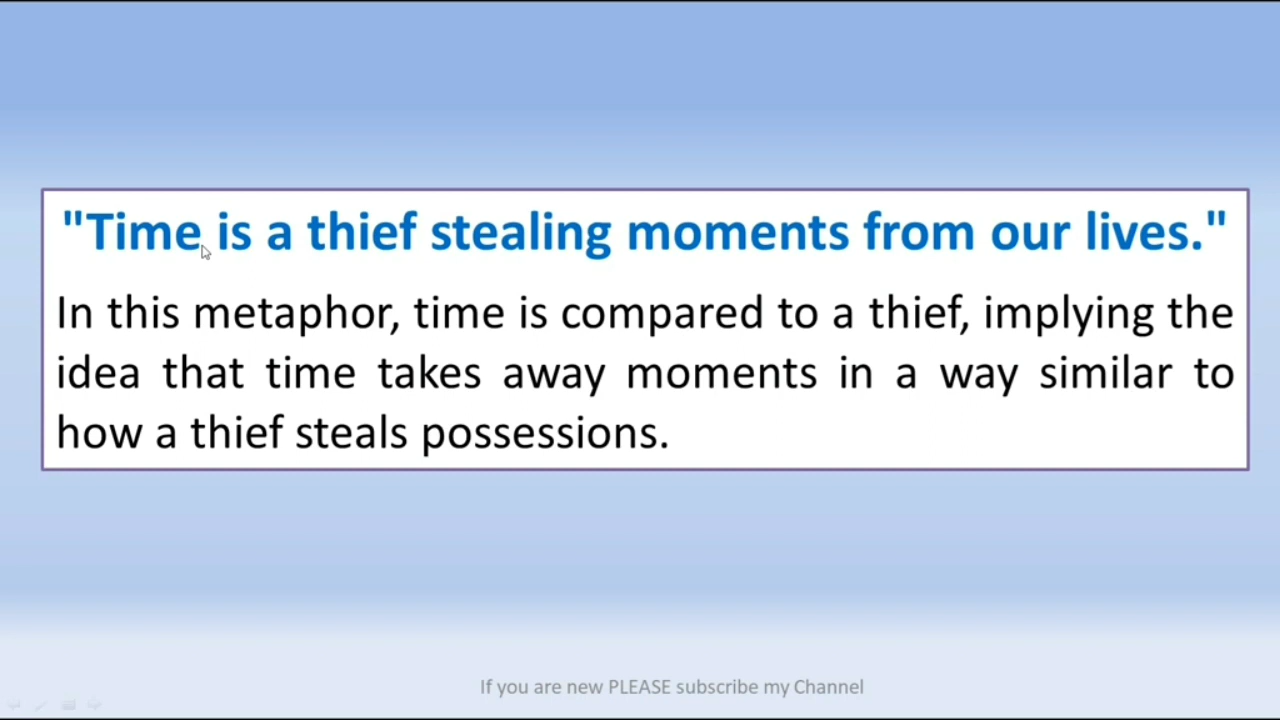 "Time is a thief stealing moments from our lives."
In this metaphor, time is compared to a thief, implying the
idea that time takes away moments in a way similar to
how a thief steals possessions.
If you are new PLEASE subscribe my Channel